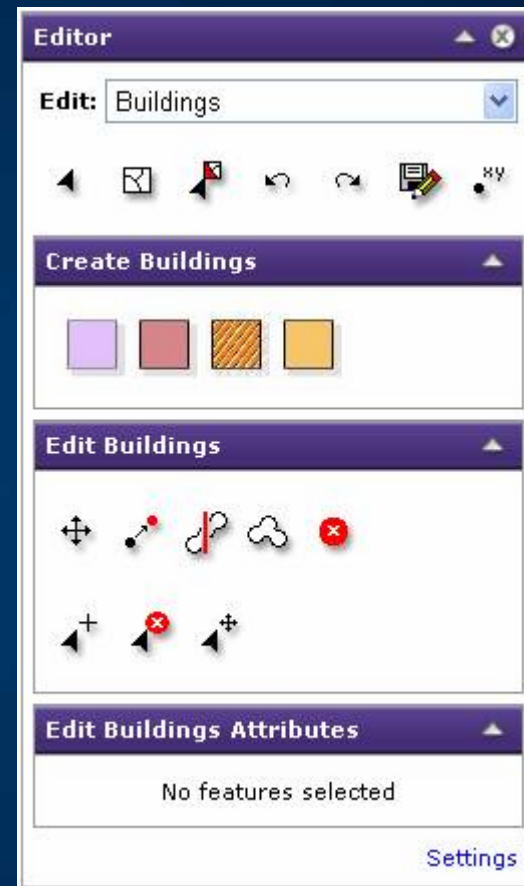 Editor
Edit: Buildings
xy
Create Buildings
Edit Buildings
Edit Buildings Attributes
No features selected
Settings